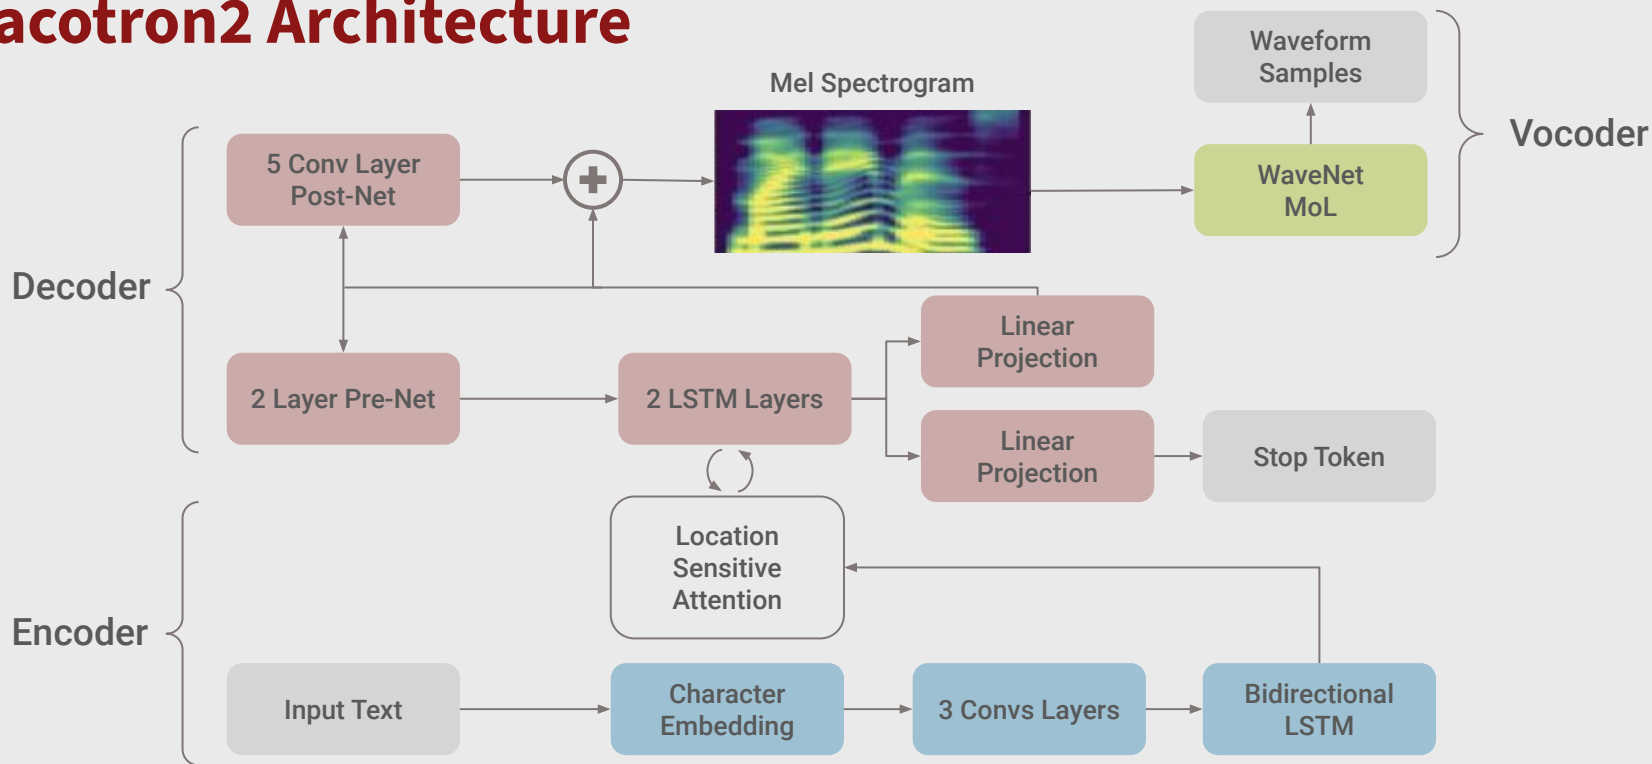 acotron2 Architecture
Waveform
Samples
Mel Spectrogram
Vocoder
5 Conv Layer
Post-Net
WaveNet
MoL
Decoder
Linear
Projection
2 Layer Pre-Net
2 LSTM Layers
Linear
Projection
Stop Token
Location
Sensitive
Attention
Encoder
Input Text
Character
Embedding
3 Convs Layers
Bidirectional
LSTM